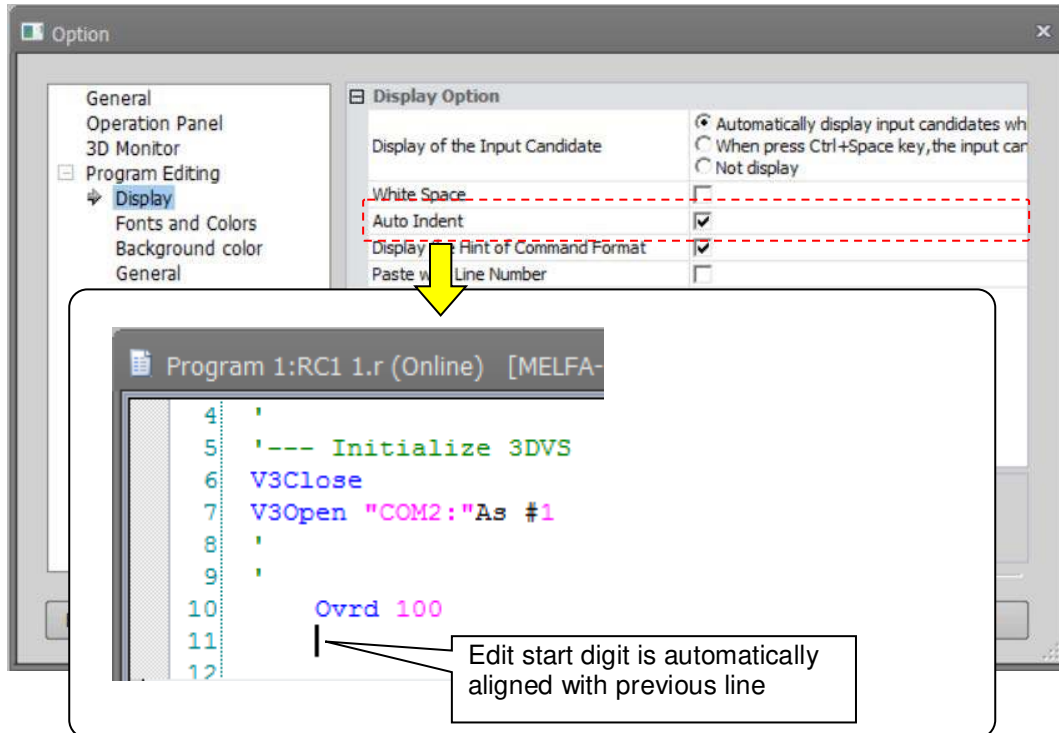 Option
General
Operation Panel
3D Monitor
Program Editing
Display
Fonts and Colors
Background color
General
Display Option
Display of the Input Candidate
Automatically display input candidates wh
When press Ctrl+Space key,the input can
Not display
White Space
Auto Indent
Display the Hint of Command Format
Paste w Line Number
Program 1:RC1 1.r (Online) [MELFA-
4 '
5 '--- Initialize 3DVS
6 V3Close
7 V3Open "COM2:"As #1
8 '
9 '
10 Ovrd 100
11
12
Edit start digit is automatically
aligned with previous line